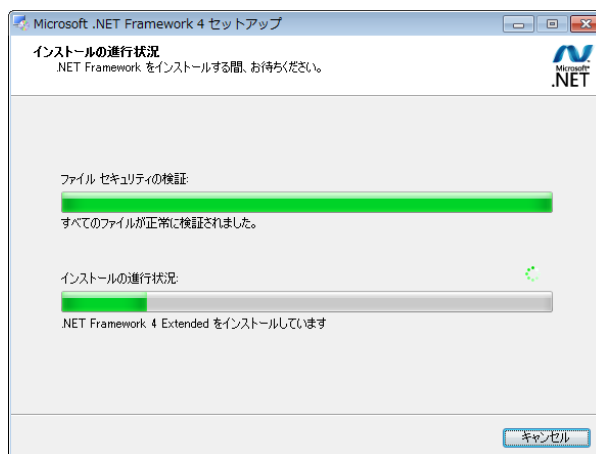 Microsoft .NET Framework 4 セットアップ
インストールの進行状況
.NET Framework をインストールする間、お待ちください。
Microsoft
.NET
ファイル セキュリティの検証:
すべてのファイルが正常に検証されました。
インストールの進行状況:
.NET Framework 4 Extended をインストールしています
キャンセル